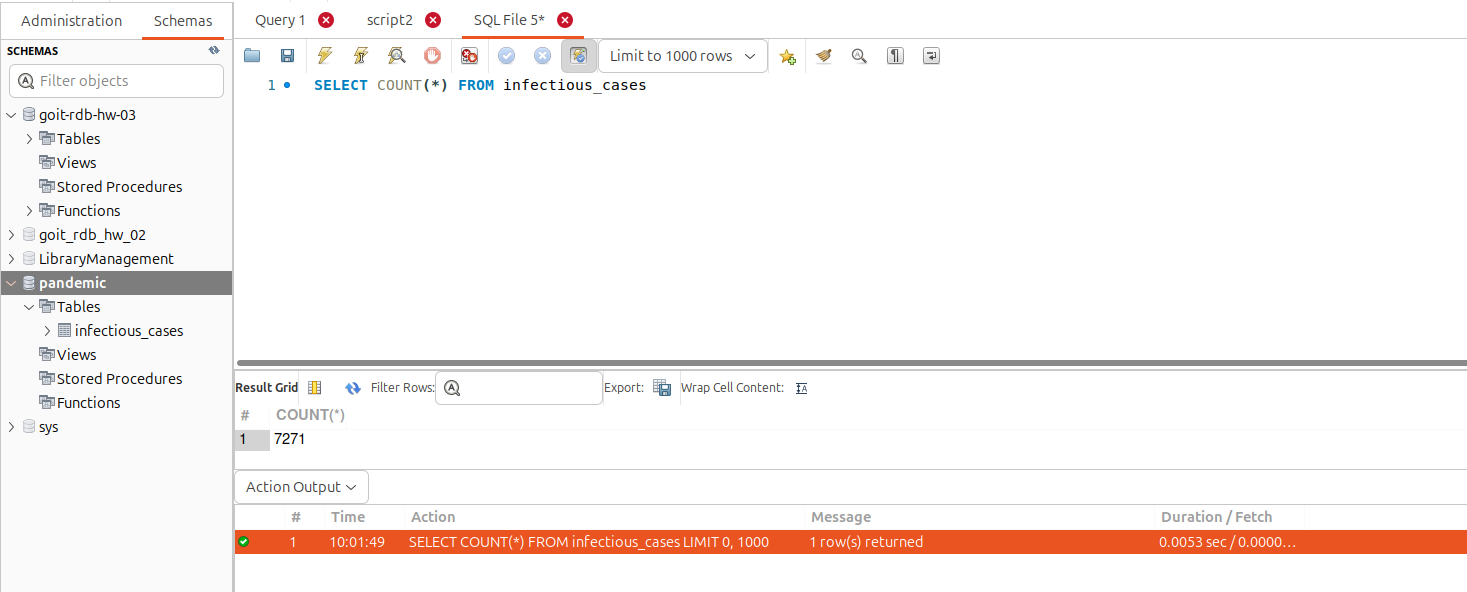 Administration Schemas
SCHEMAS
Filter objects
goit-rdb-hw-03
Tables
Views
Stored Procedures
Functions
goit_rdb_hw_02
LibraryManagement
pandemic
Tables
infectious_cases
Views
Stored Procedures
Functions
sys
Query 1 script2 SQL File 5*
Limit to 1000 rows
1 SELECT COUNT(*) FROM infectious_cases
Result Grid Filter Rows: Export: Wrap Cell Content:
# COUNT(*)
1 7271
Action Output
# Time Action Message Duration / Fetch
1 10:01:49 SELECT COUNT(*) FROM infectious_cases LIMIT 0, 1000 1 row(s) returned 0.0053 sec / 0.0000...